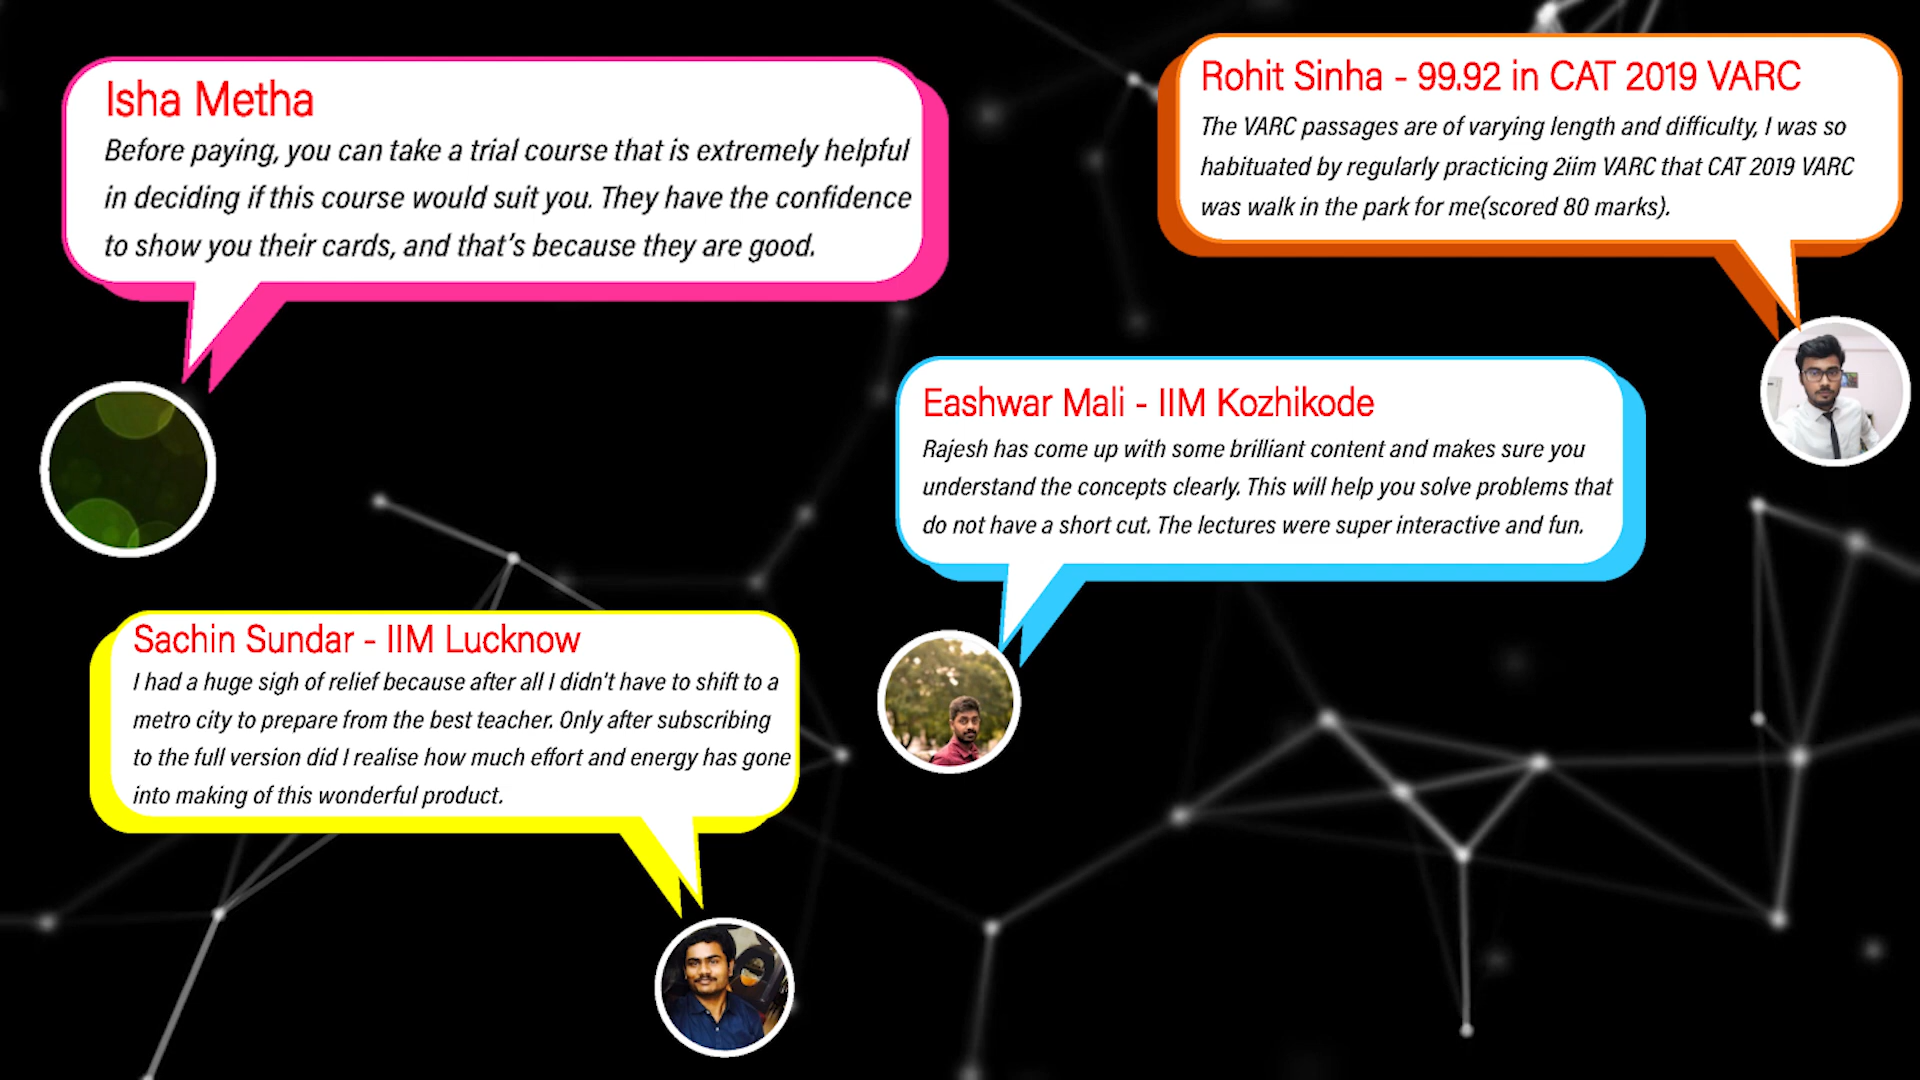 Isha Metha
Before paying, you can take a trial course that is extremely helpful
in deciding if this course would suit you. They have the confidence
to show you their cards, and that's because they are good.
Rohit Sinha - 99.92 in CAT 2019 VARC
The VARC passages are of varying length and difficulty, I was so
habituated by regularly practicing 2iim VARC that CAT 2019 VARC
was walk in the park for me(scored 80 marks).
Eashwar Mali - IIM Kozhikode
Rajesh has come up with some brilliant content and makes sure you
understand the concepts clearly. This will help you solve problems that
do not have a short cut. The lectures were super interactive and fun.
Sachin Sundar - IIM Lucknow
I had a huge sigh of relief because after all I didn't have to shift to a
metro city to prepare from the best teacher. Only after subscribing
to the full version did I realise how much effort and energy has gone
into making of this wonderful product.